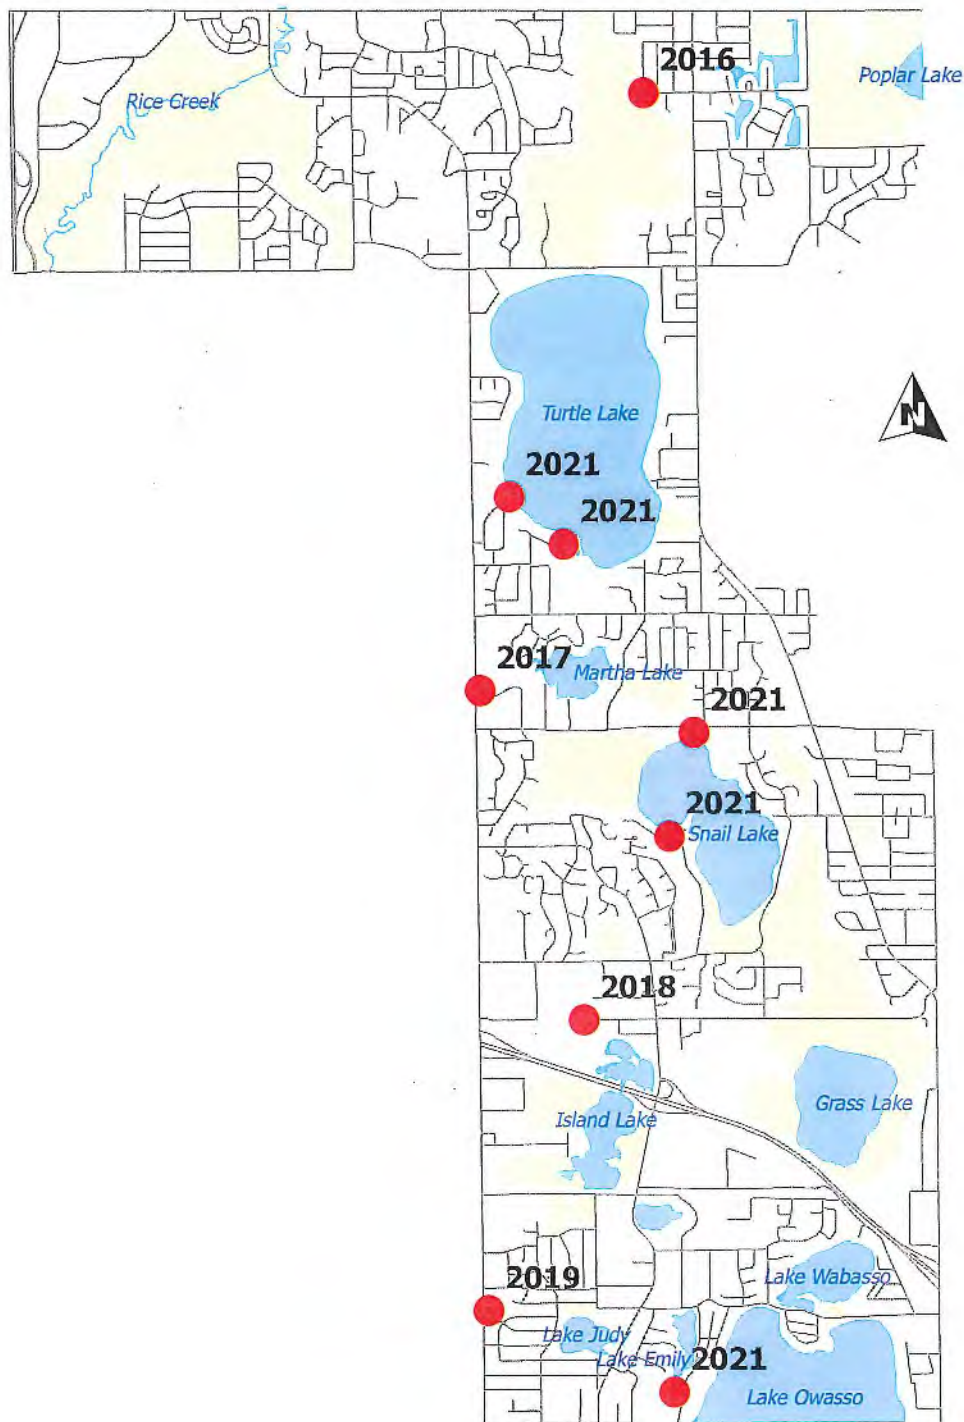 2016
Poplar Lake
Rice Creek
Turtle Lake
N
2021
2021
2017
Martha Lake
2021
2021
Snail Lake
2018
Grass Lake
Island Lake
2019
Lake Wabasso
Lake Judy
Lake Emily
2021
Lake Owasso